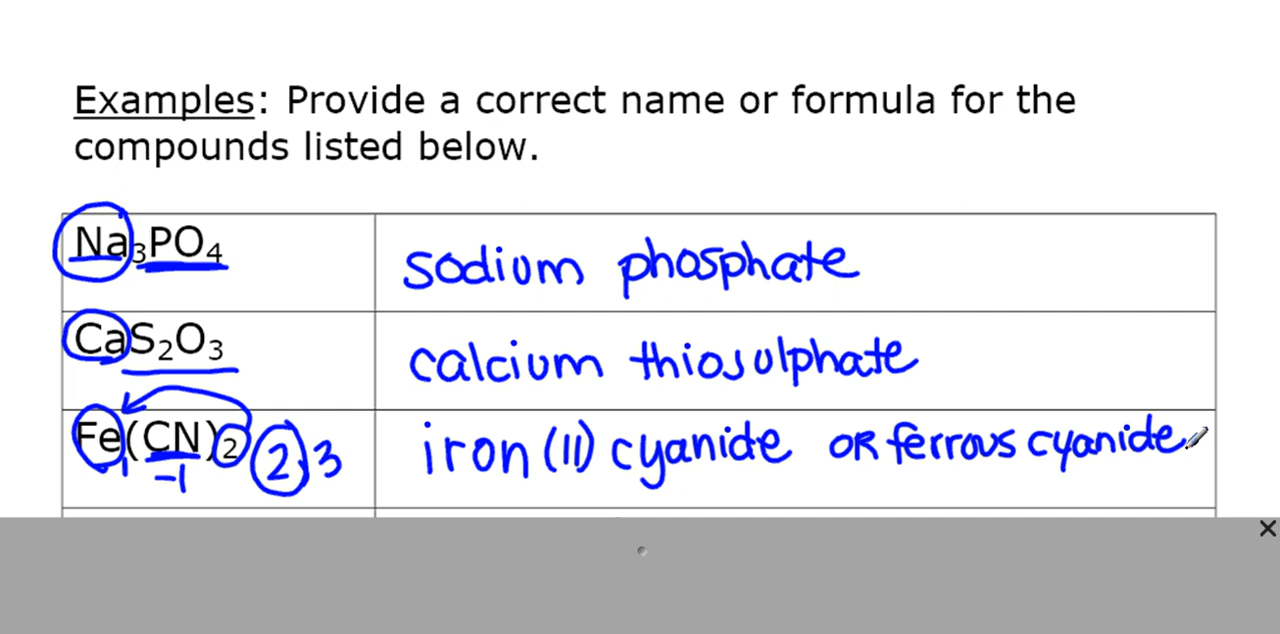 Examples: Provide a correct name or formula for the
compounds listed below.
Na₃PO₄ sodium phosphate
CaS₂O₃ calcium thiosulphate
Fe(CN)₂ 2,3 iron (II) cyanide OR ferrous cyanide
1 -1